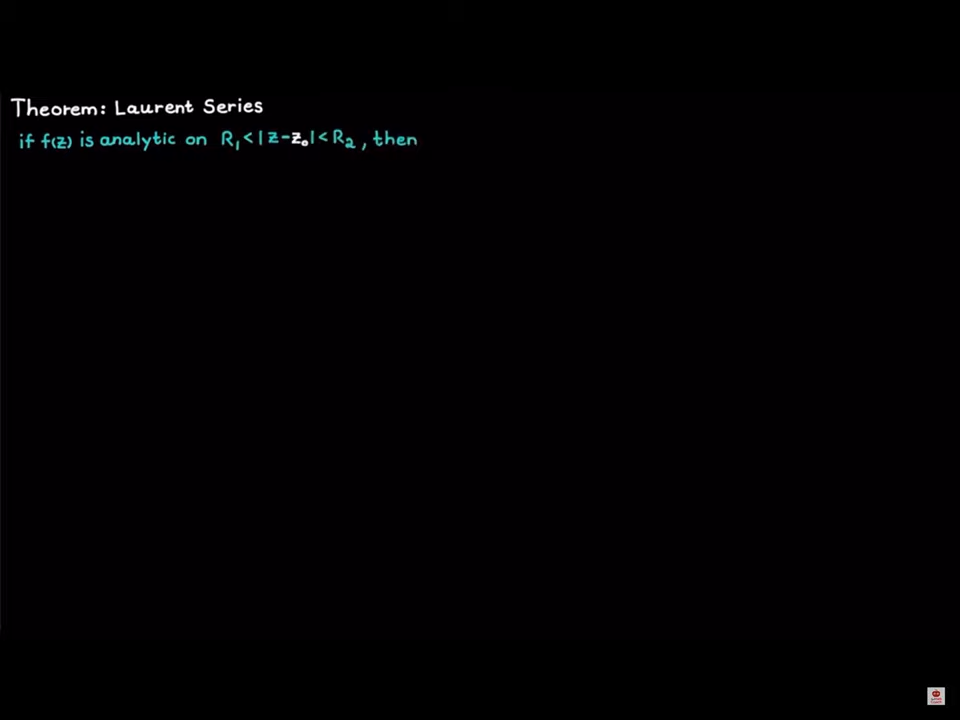 Theorem: Laurent Series
if f(z) is analytic on R₁ < |z - z₀| < R₂, then